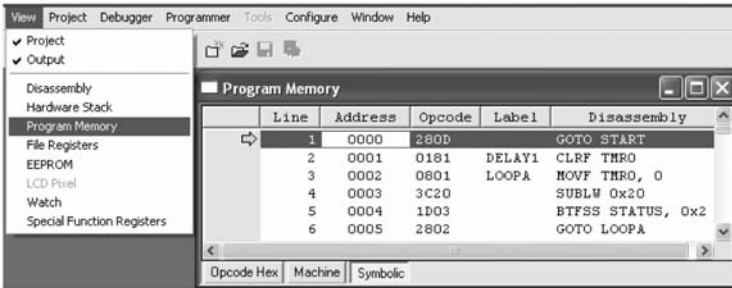 View Project Debugger Programmer Tools Configure Window Help
Project
Output
Disassembly
Hardware Stack
Program Memory
File Registers
EEPROM
LCD Pixel
Watch
Special Function Registers
Program Memory
Line Address Opcode Label Disassembly
1 0000 280D GOTO START
2 0001 0181 DELAY1 CLRF TMR0
3 0002 0801 LOOPA MOVF TMR0, 0
4 0003 3C20 SUBLW 0x20
5 0004 1D03 BTFSS STATUS, 0x2
6 0005 2802 GOTO LOOPA
Opcode Hex Machine Symbolic